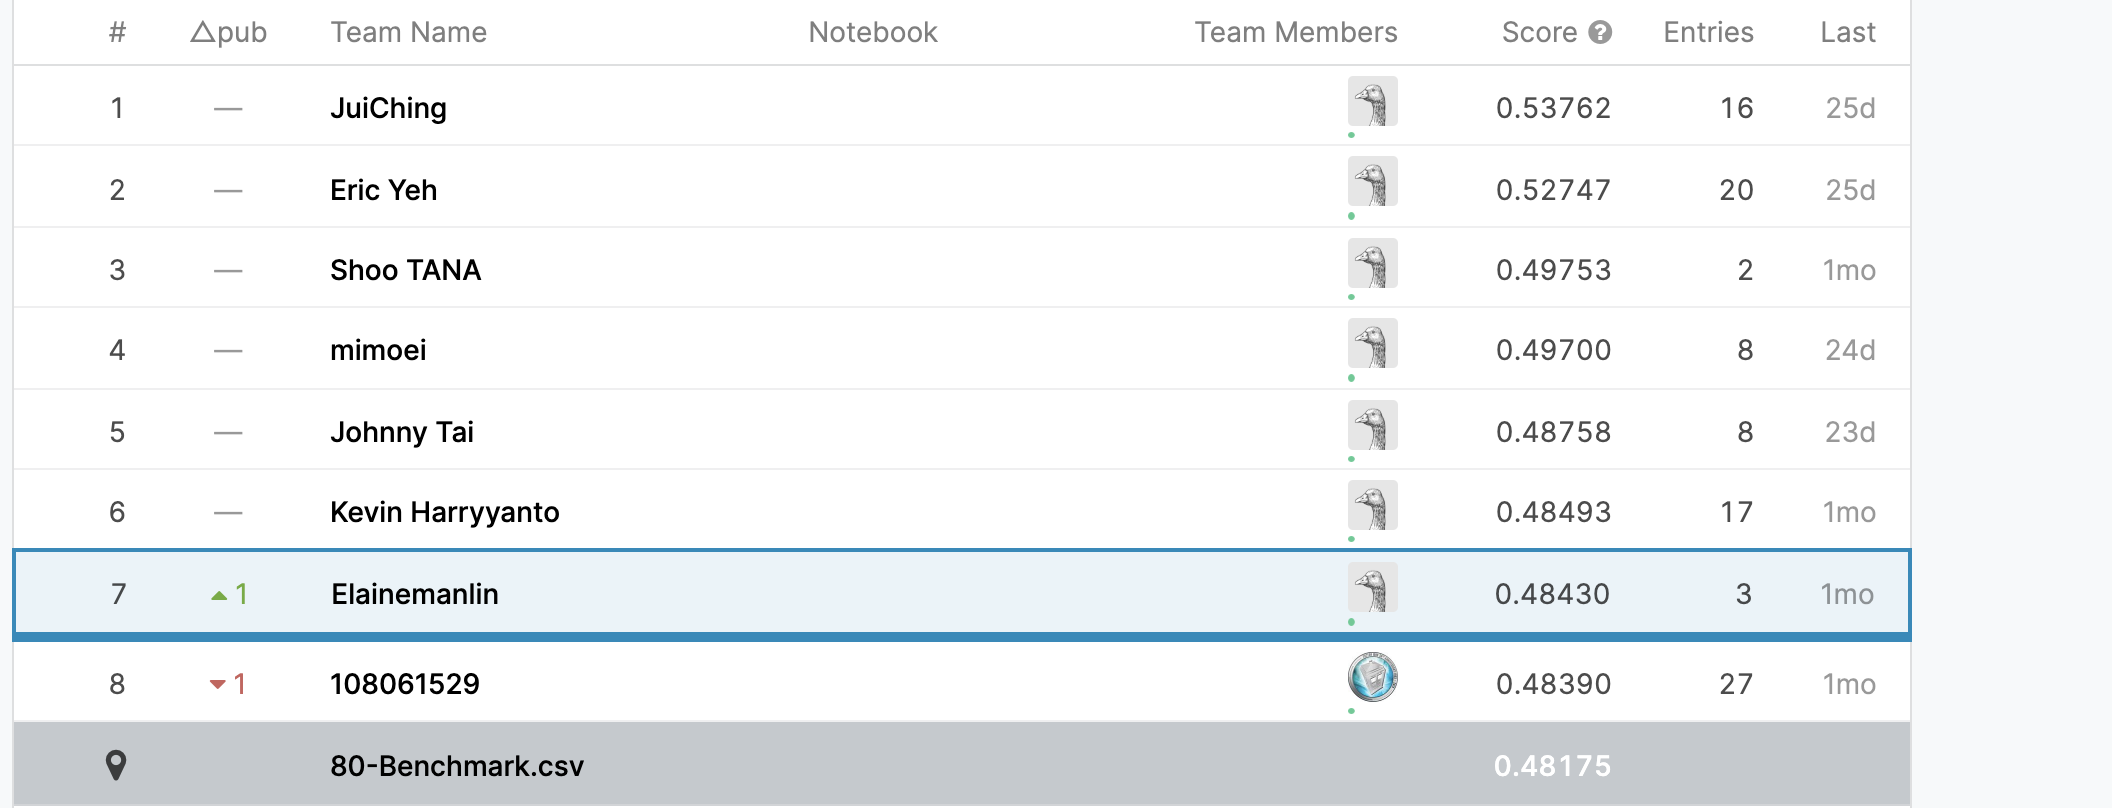 # △pub Team Name Notebook Team Members Score ? Entries Last
1 — JuiChing 0.53762 16 25d
2 — Eric Yeh 0.52747 20 25d
3 — Shoo TANA 0.49753 2 1mo
4 — mimoei 0.49700 8 24d
5 — Johnny Tai 0.48758 8 23d
6 — Kevin Harryyanto 0.48493 17 1mo
7 ▲1 Elainemanlin 0.48430 3 1mo
8 ▼1 108061529 0.48390 27 1mo
80-Benchmark.csv 0.48175